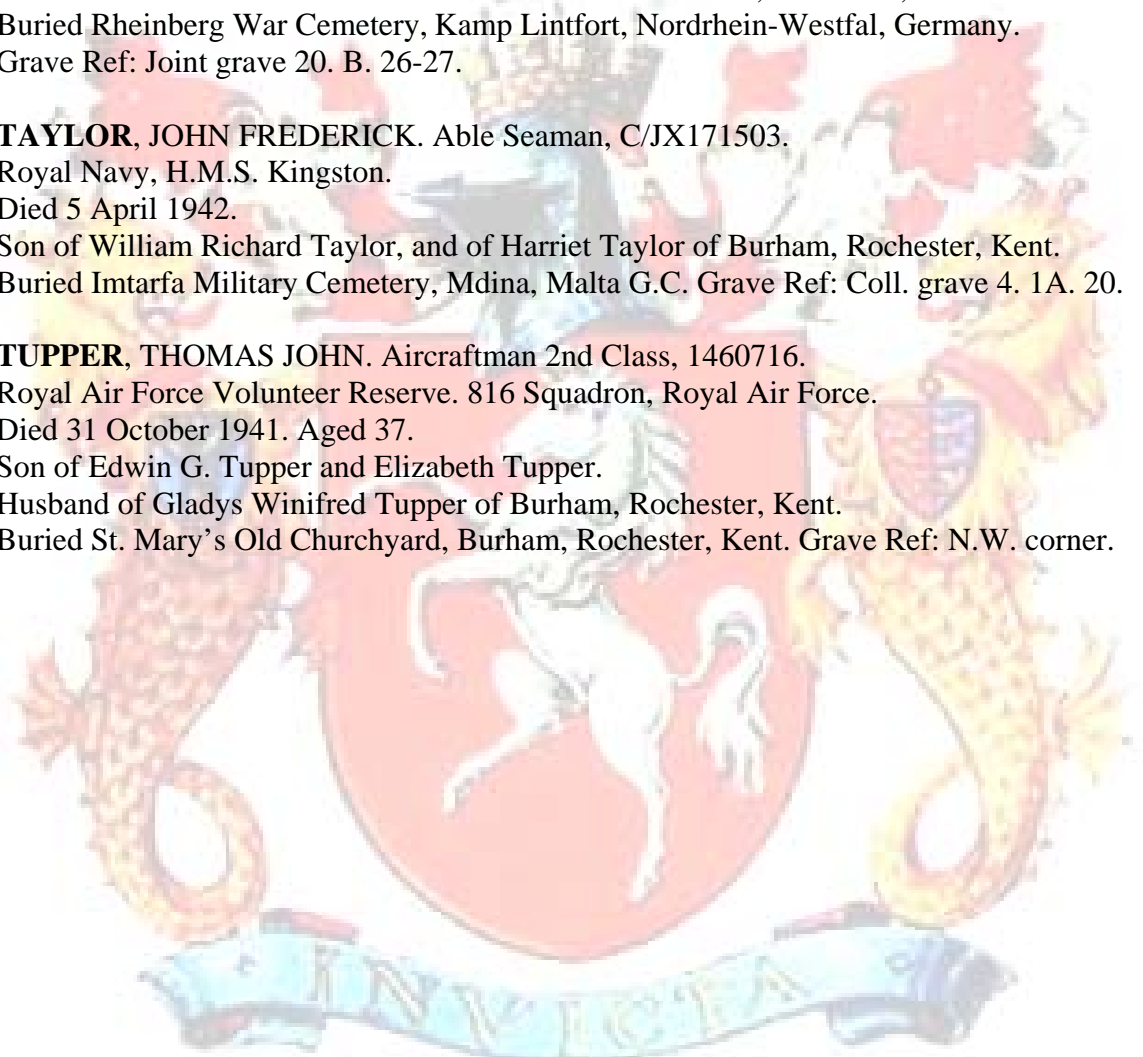 Buried Rheinberg War Cemetery, Kamp Lintfort, Nordrhein-Westfal, Germany.
Grave Ref: Joint grave 20. B. 26-27.
TAYLOR, JOHN FREDERICK. Able Seaman, C/JX171503.
Royal Navy, H.M.S. Kingston.
Died 5 April 1942.
Son of William Richard Taylor, and of Harriet Taylor of Burham, Rochester, Kent.
Buried Imtarfa Military Cemetery, Mdina, Malta G.C. Grave Ref: Coll. grave 4. 1A. 20.
TUPPER, THOMAS JOHN. Aircraftman 2nd Class, 1460716.
Royal Air Force Volunteer Reserve. 816 Squadron, Royal Air Force.
Died 31 October 1941. Aged 37.
Son of Edwin G. Tupper and Elizabeth Tupper.
Husband of Gladys Winifred Tupper of Burham, Rochester, Kent.
Buried St. Mary’s Old Churchyard, Burham, Rochester, Kent. Grave Ref: N.W. corner.
INVICTA